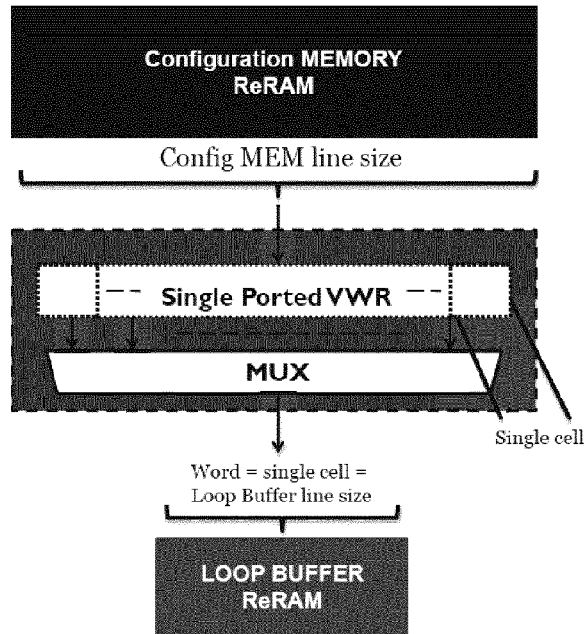 Configuration MEMORY
ReRAM
Config MEM line size
Single Ported VWR
MUX
Single cell
Word = single cell =
Loop Buffer line size
LOOP BUFFER
ReRAM